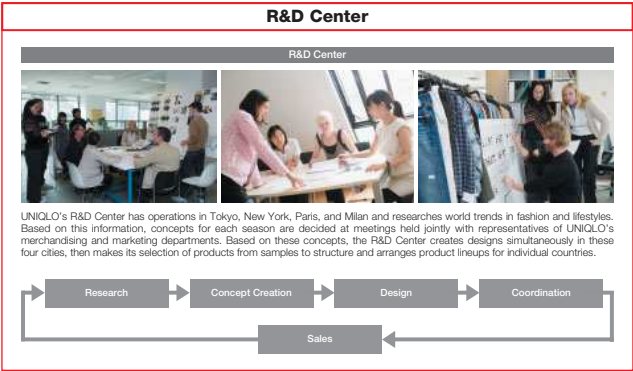 R&D Center
R&D Center
UNIQLO's R&D Center has operations in Tokyo, New York, Paris, and Milan and researches world trends in fashion and lifestyles.
Based on this information, concepts for each season are decided at meetings held jointly with representatives of UNIQLO's
merchandising and marketing departments. Based on these concepts, the R&D Center creates designs simultaneously in these
four cities, then makes its selection of products from samples to structure and arranges product lineups for individual countries.
Research
Concept Creation
Design
Coordination
Sales